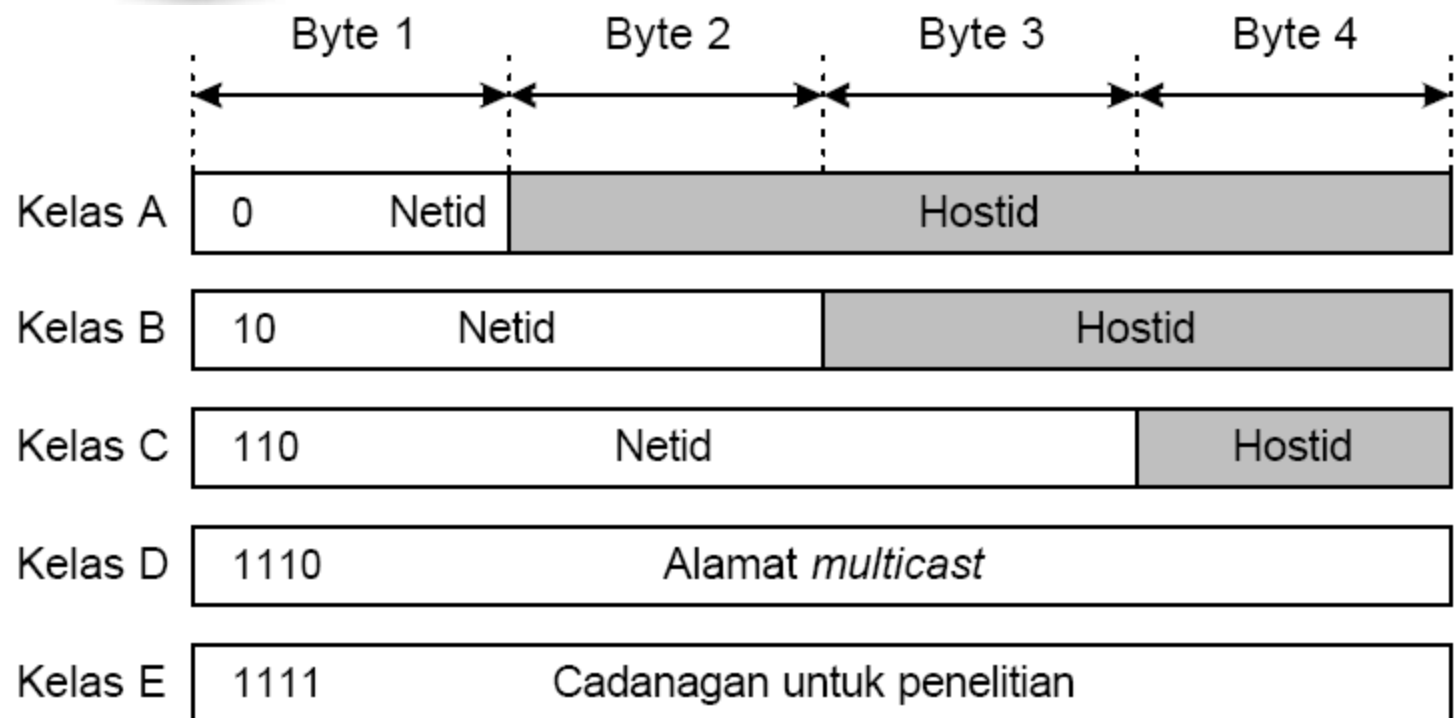 Byte 1 Byte 2 Byte 3 Byte 4
Kelas A 0 Netid Hostid
Kelas B 10 Netid Hostid
Kelas C 110 Netid Hostid
Kelas D 1110 Alamat multicast
Kelas E 1111 Cadanagan untuk penelitian